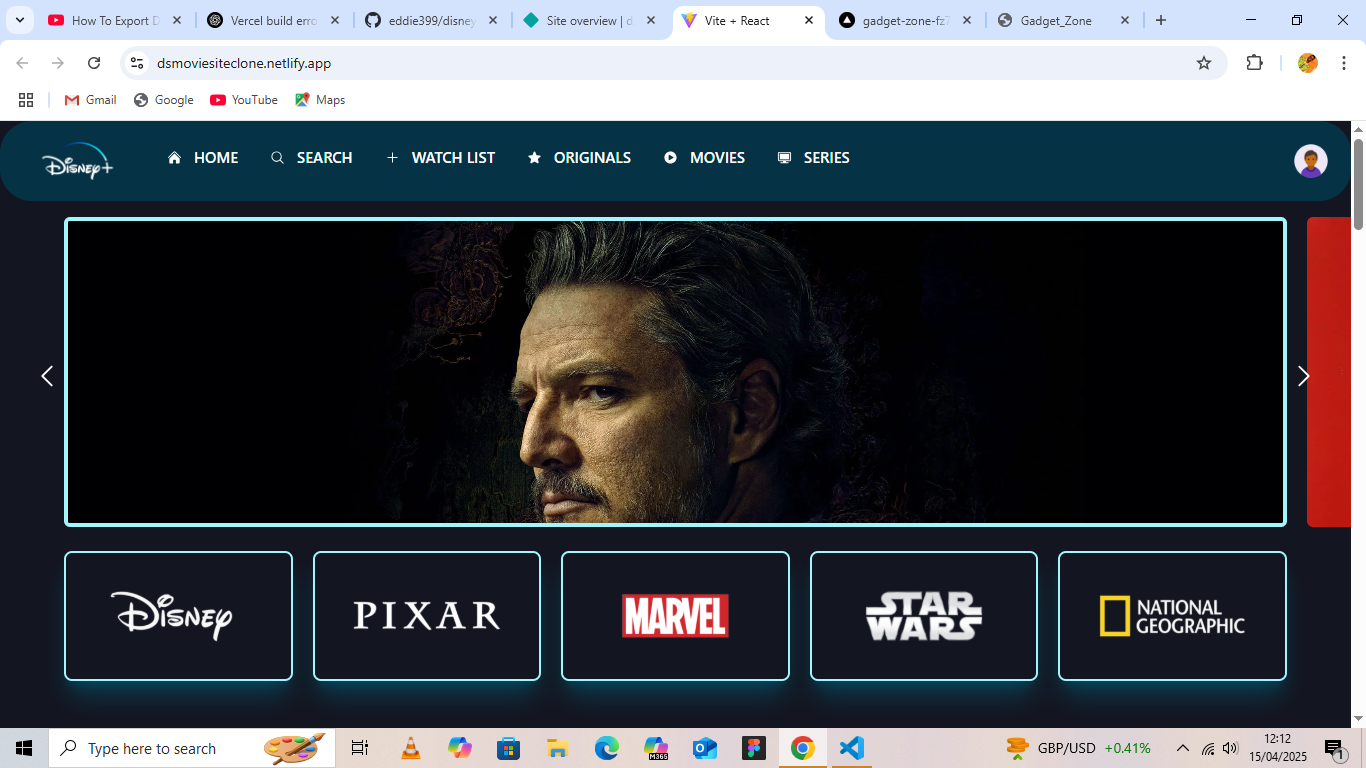 How To Export D
Vercel build erro
eddie399/disney
Site overview | d
Vite + React
gadget-zone-fz7
Gadget_Zone
dsmoviesiteclone.netlify.app
Gmail
Google
YouTube
Maps
Disney+
HOME
SEARCH
WATCH LIST
ORIGINALS
MOVIES
SERIES
Disney
PIXAR
MARVEL
STAR
WARS
NATIONAL
GEOGRAPHIC
Type here to search
M365
GBP/USD +0.41%
12:12
15/04/2025
1